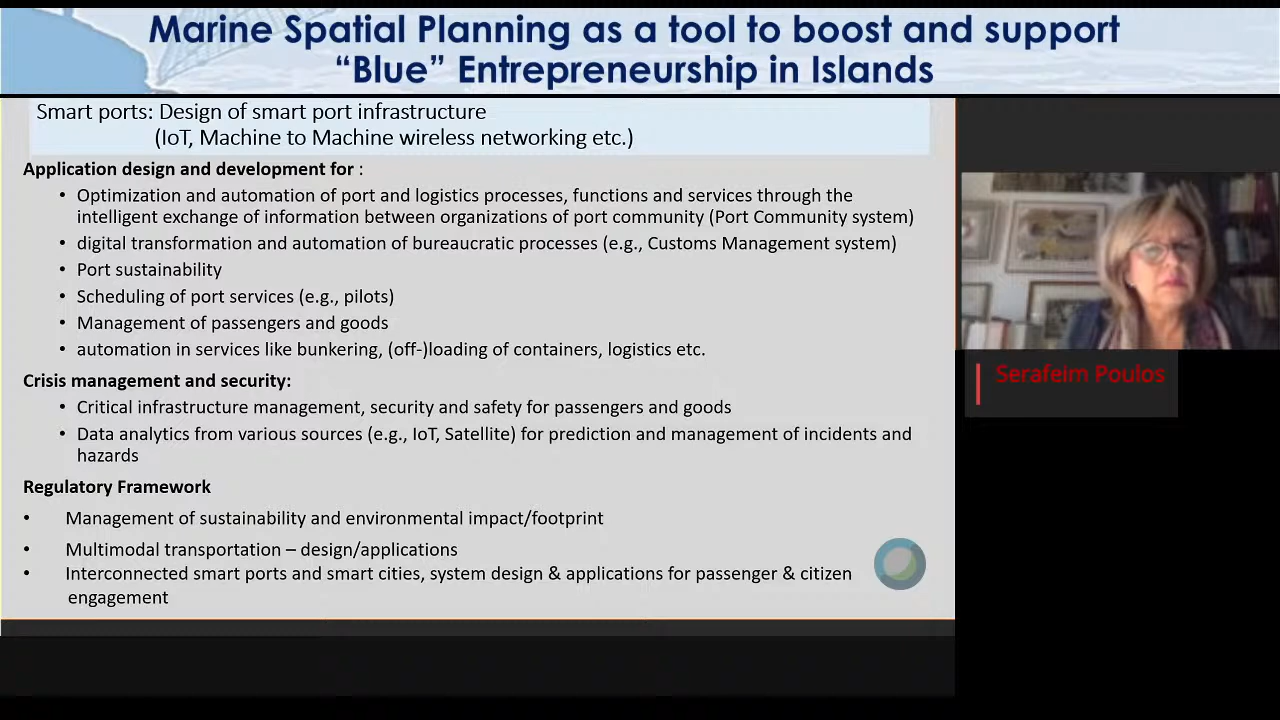 Marine Spatial Planning as a tool to boost and support
“Blue” Entrepreneurship in Islands
Smart ports: Design of smart port infrastructure
(IoT, Machine to Machine wireless networking etc.)
Application design and development for :
• Optimization and automation of port and logistics processes, functions and services through the
intelligent exchange of information between organizations of port community (Port Community system)
• digital transformation and automation of bureaucratic processes (e.g., Customs Management system)
• Port sustainability
• Scheduling of port services (e.g., pilots)
• Management of passengers and goods
• automation in services like bunkering, (off-)loading of containers, logistics etc.
Crisis management and security:
• Critical infrastructure management, security and safety for passengers and goods
• Data analytics from various sources (e.g., IoT, Satellite) for prediction and management of incidents and
hazards
Regulatory Framework
• Management of sustainability and environmental impact/footprint
• Multimodal transportation – design/applications
• Interconnected smart ports and smart cities, system design & applications for passenger & citizen
engagement
Serafeim Poulos